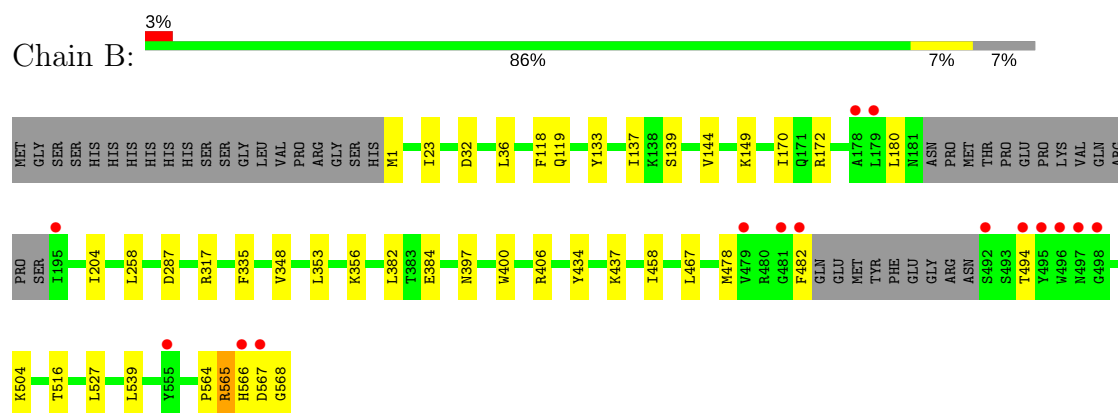 3%
Chain B:
86% 7% 7%
MET GLY SER SER HIS HIS HIS HIS HIS HIS SER SER GLY LEU VAL PRO ARG GLY SER HIS M1 I23 D32 L36 F118 Q119 Y133 I137 K138 S139 V144 K149 I170 Q171 R172 A178 L179 L180 N181 ASN PRO MET THR PRO GLU PRO LYS VAL GLN ARG
PRO SER I195 I204 L258 D287 R317 F335 V348 L353 K356 L382 T383 E384 N397 W400 R406 Y434 K437 I458 L467 M478 V479 R480 G481 F482 GLN GLU MET TYR PHE GLU GLY ARG ASN S492 S493 T494 Y495 W496 N497 G498
K504 T516 L527 L539 Y555 P564 R565 H566 D567 G568